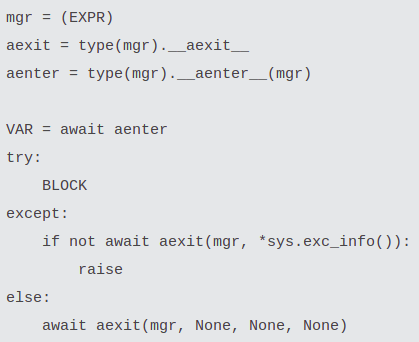 mgr = (EXPR)
aexit = type(mgr).__aexit__
aenter = type(mgr).__aenter__(mgr)

VAR = await aenter
try:
    BLOCK
except:
    if not await aexit(mgr, *sys.exc_info()):
        raise
else:
    await aexit(mgr, None, None, None)